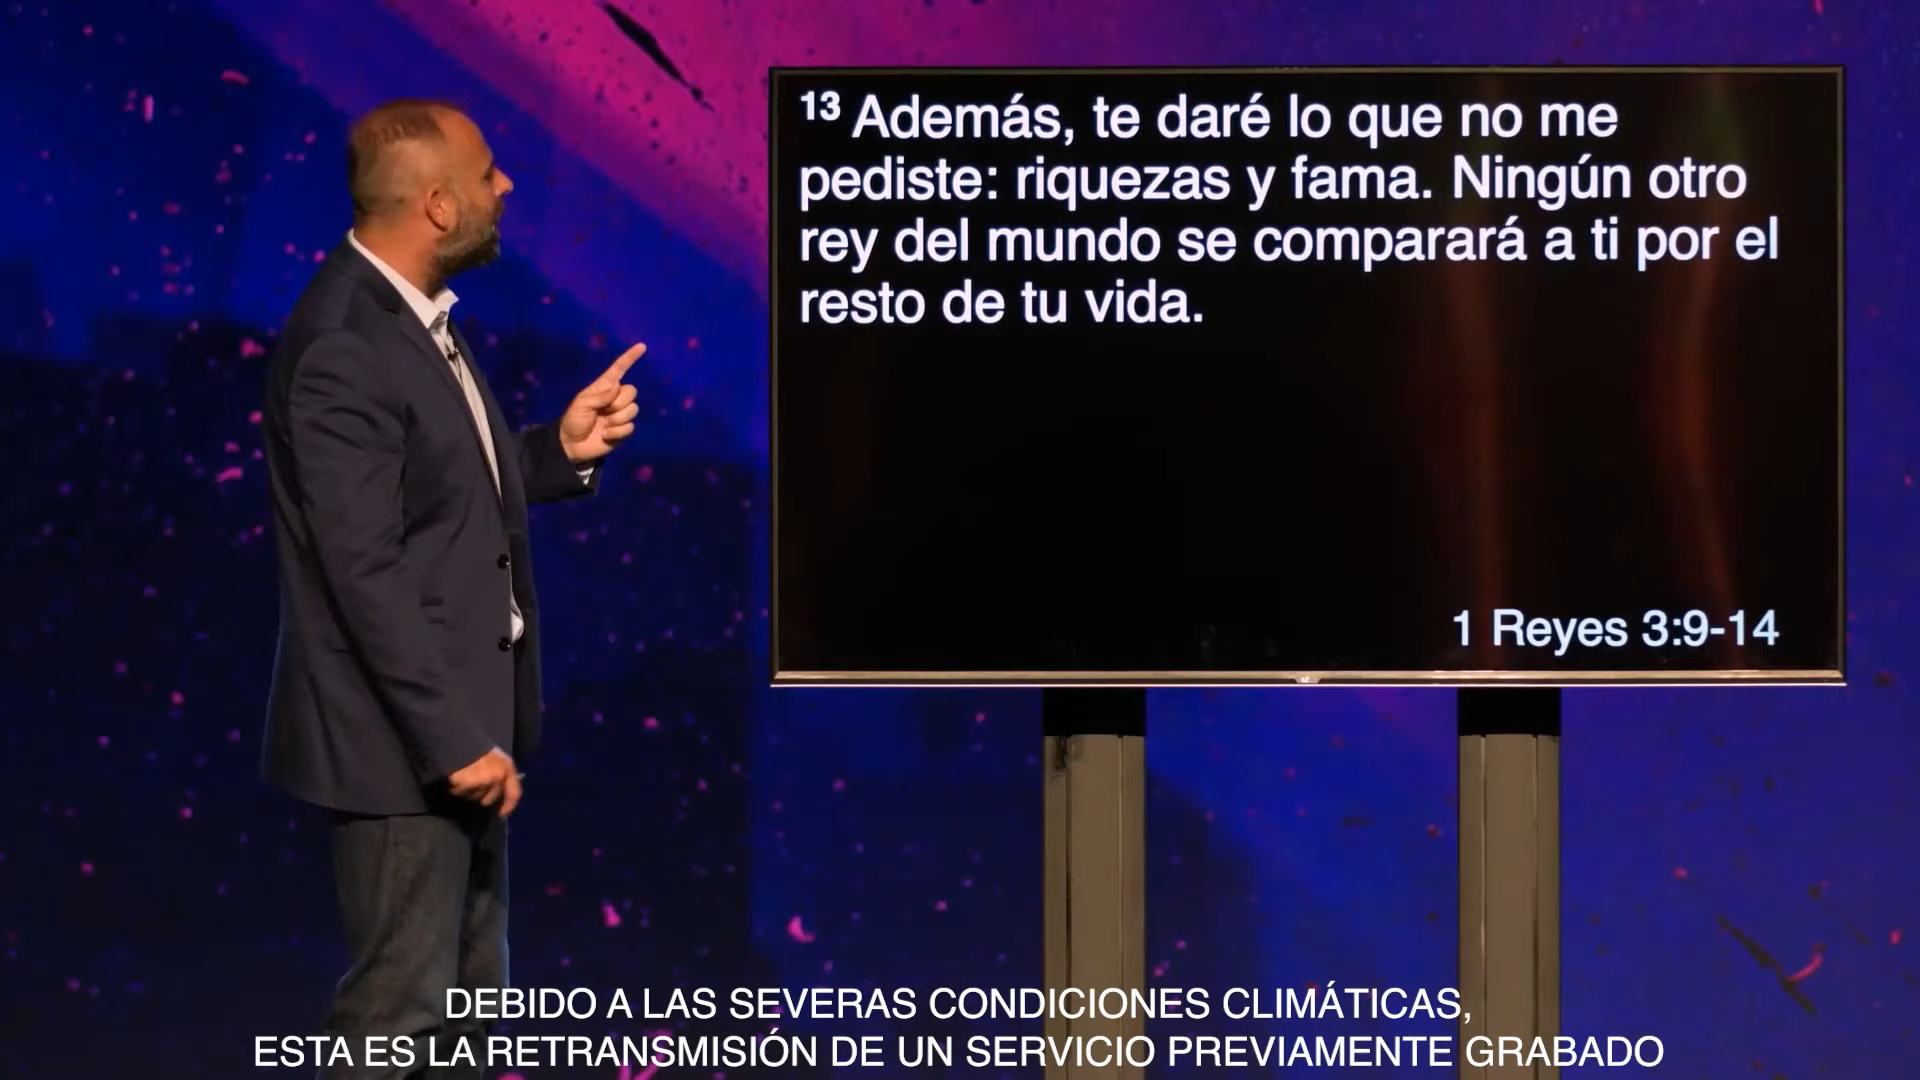 13 Además, te daré lo que no me
pediste: riquezas y fama. Ningún otro
rey del mundo se comparará a ti por el
resto de tu vida.
1 Reyes 3:9-14
DEBIDO A LAS SEVERAS CONDICIONES CLIMÁTICAS,
ESTA ES LA RETRANSMISIÓN DE UN SERVICIO PREVIAMENTE GRABADO